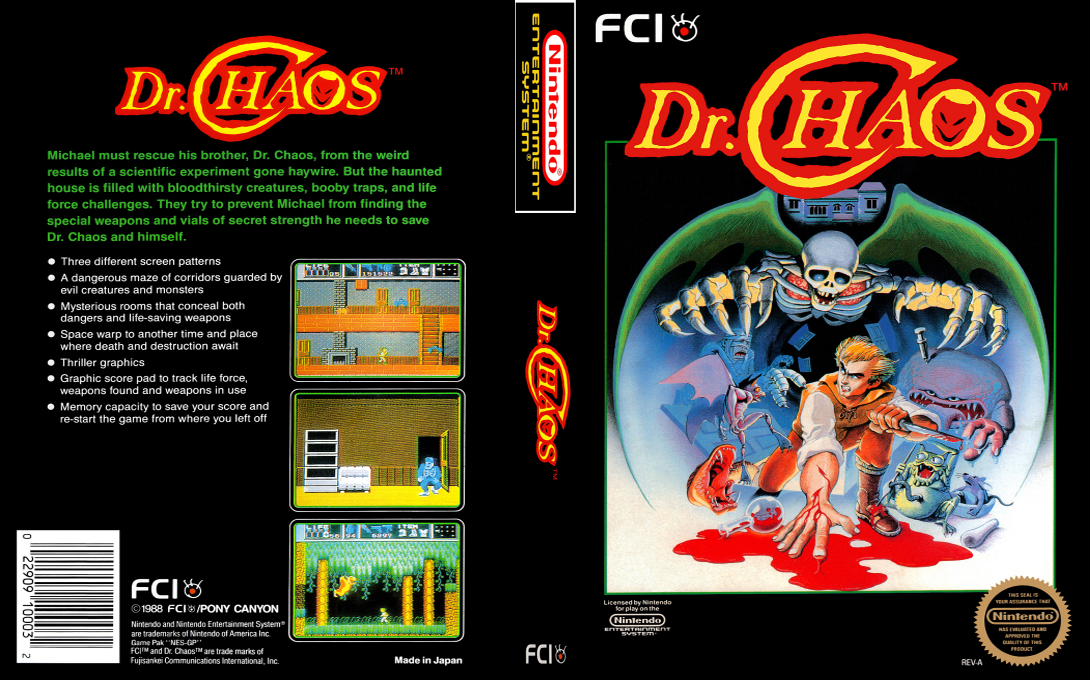 Dr. CHAOS™
Michael must rescue his brother, Dr. Chaos, from the weird
results of a scientific experiment gone haywire. But the haunted
house is filled with bloodthirsty creatures, booby traps, and life
force challenges. They try to prevent Michael from finding the
special weapons and vials of secret strength he needs to save
Dr. Chaos and himself.
● Three different screen patterns
● A dangerous maze of corridors guarded by
evil creatures and monsters
● Mysterious rooms that conceal both
dangers and life-saving weapons
● Space warp to another time and place
where death and destruction await
● Thriller graphics
● Graphic score pad to track life force,
weapons found and weapons in use
● Memory capacity to save your score and
re-start the game from where you left off
LIFE
ITEM
0 22909 10003 2
FCI
©1988 FCI/PONY CANYON
Nintendo and Nintendo Entertainment System®
are trademarks of Nintendo of America Inc.
Game Pak "NES-GP"
FCI™ and Dr. Chaos™ are trade marks of
Fujisankei Communications International, Inc.
Made in Japan
Nintendo®
ENTERTAINMENT
SYSTEM®
Dr. CHAOS™
FCI
FCI
Dr. CHAOS™
Licensed by Nintendo
for play on the
Nintendo
ENTERTAINMENT
SYSTEM®
THIS SEAL IS
YOUR ASSURANCE THAT
Nintendo
HAS EVALUATED AND
APPROVED THE
QUALITY OF THIS
PRODUCT
REV-A